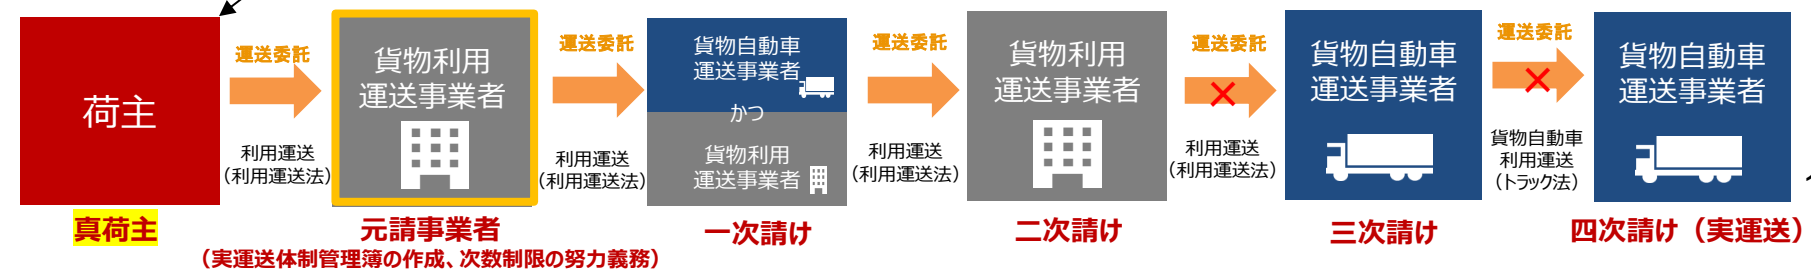 荷主
真荷主
運送委託
利用運送
（利用運送法）
貨物利用
運送事業者
元請事業者
（実運送体制管理簿の作成、次数制限の努力義務）
運送委託
利用運送
（利用運送法）
貨物自動車
運送事業者
かつ
貨物利用
運送事業者
一次請け
運送委託
利用運送
（利用運送法）
貨物利用
運送事業者
二次請け
運送委託
利用運送
（利用運送法）
貨物自動車
運送事業者
三次請け
運送委託
貨物自動車
利用運送
（トラック法）
貨物自動車
運送事業者
四次請け（実運送）